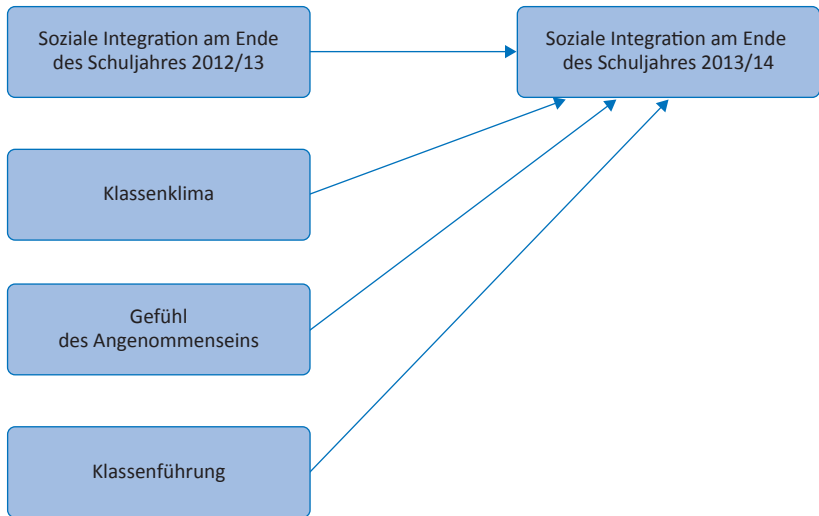 Soziale Integration am Ende
des Schuljahres 2012/13
Soziale Integration am Ende
des Schuljahres 2013/14
Klassenklima
Gefühl
des Angenommenseins
Klassenführung